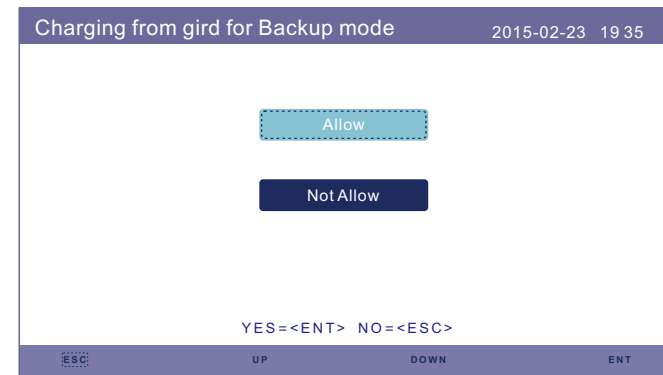 Charging from gird for Backup mode 2015-02-23 19 35
Allow
Not Allow
YES=<ENT> NO=<ESC>
ESC UP DOWN ENT